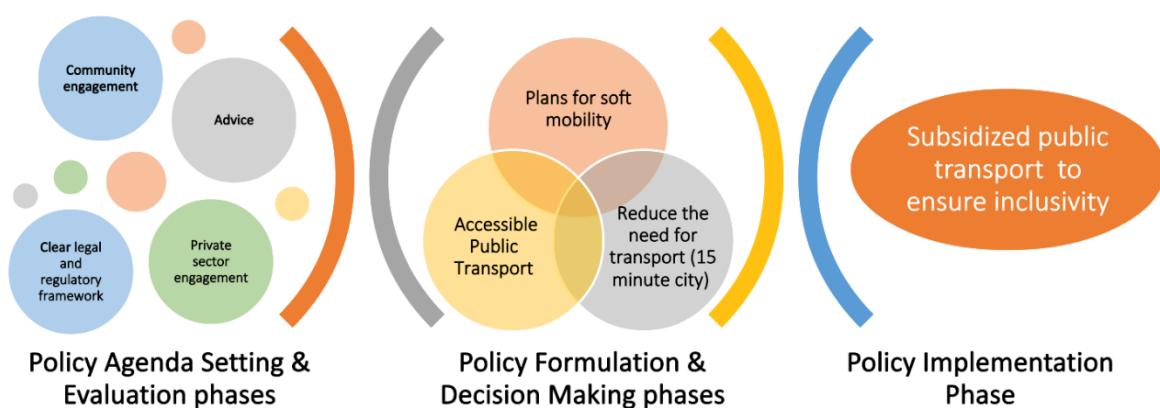 Community
engagement
Advice
Clear legal
and
regulatory
framework
Private
sector
engagement
Policy Agenda Setting &
Evaluation phases
Plans for soft
mobility
Accessible
Public
Transport
Reduce the
need for
transport (15
minute city)
Policy Formulation &
Decision Making phases
Subsidized public
transport to
ensure inclusivity
Policy Implementation
Phase